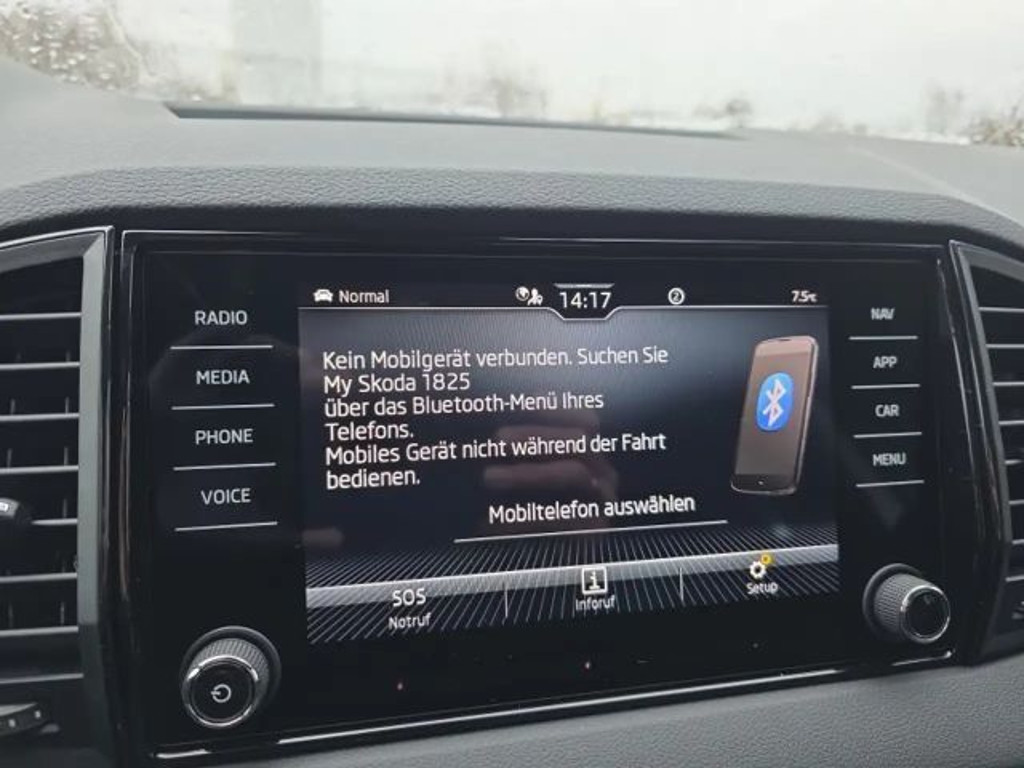 Normal
14:17
2
7.5°C
RADIO
MEDIA
PHONE
VOICE
Kein Mobilgerät verbunden. Suchen Sie
My Skoda 1825
über das Bluetooth-Menü Ihres
Telefons.
Mobiles Gerät nicht während der Fahrt
bedienen.
Mobiltelefon auswählen
SOS
Notruf
i
Inforuf
Setup
NAV
APP
CAR
MENU